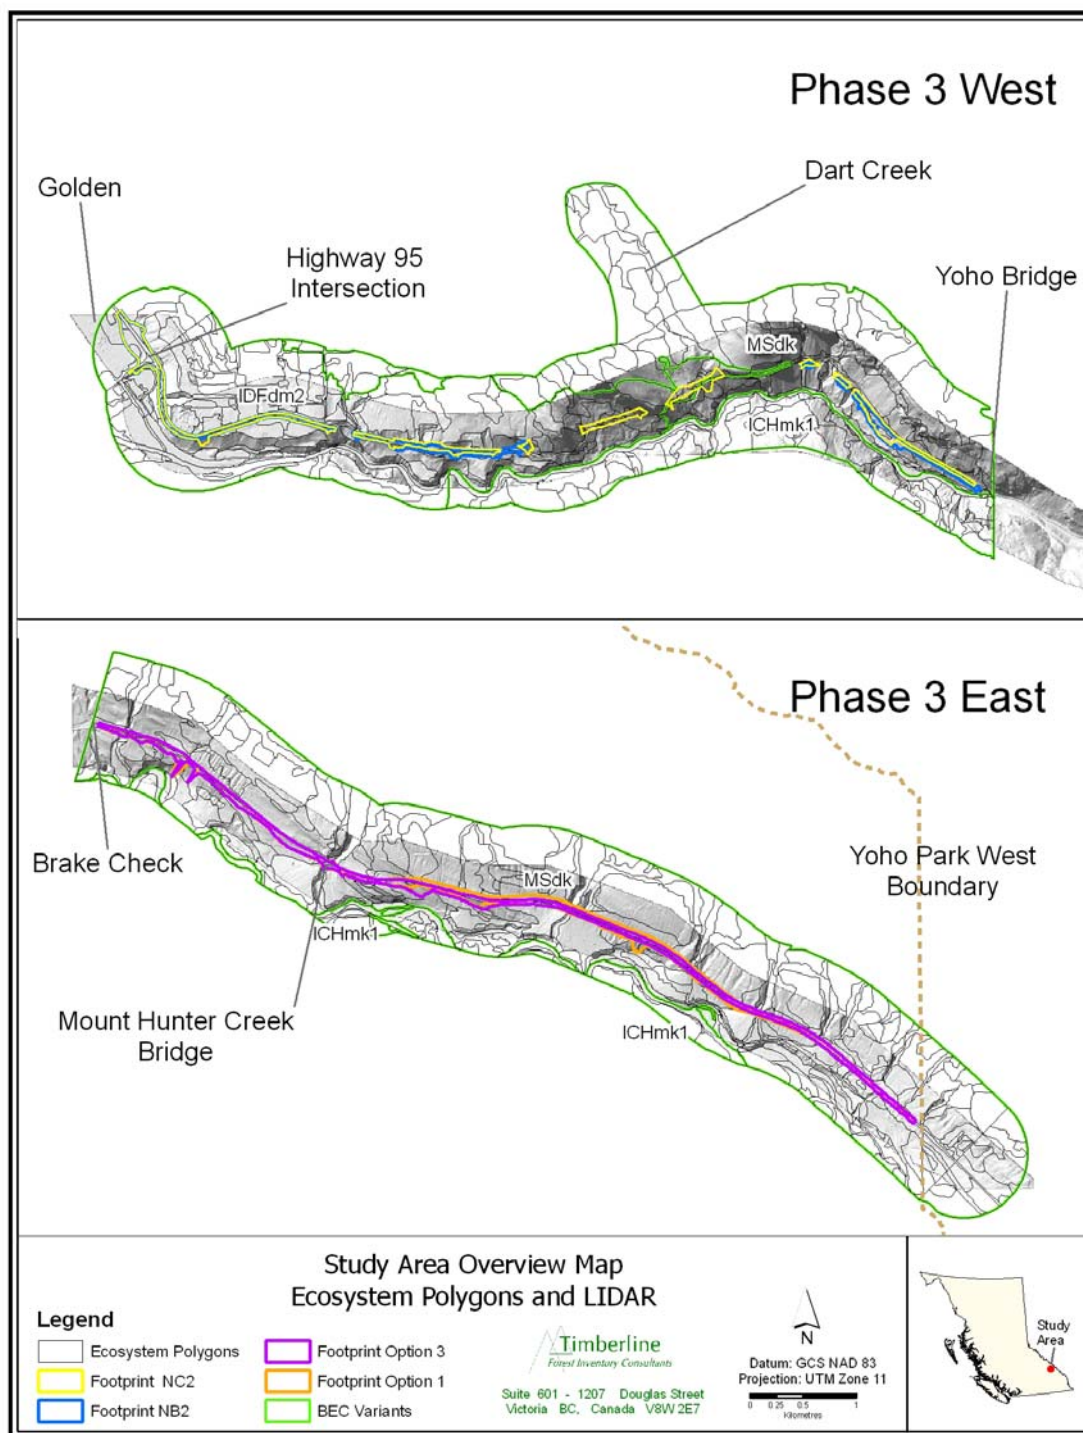 Phase 3 West
Golden
Dart Creek
Highway 95
Intersection
Yoho Bridge
MSdk
IDFdm2
ICHmk1
Phase 3 East
Brake Check
Yoho Park West
Boundary
MSdk
ICHmk1
Mount Hunter Creek
Bridge
ICHmk1
Study Area Overview Map
Ecosystem Polygons and LIDAR
Legend
Ecosystem Polygons
Footprint NC2
Footprint NB2
Footprint Option 3
Footprint Option 1
BEC Variants
Timberline
Forest Inventory Consultants
Suite 601 - 1207 Douglas Street
Victoria BC, Canada V8W 2E7
N
Datum: GCS NAD 83
Projection: UTM Zone 11
0 0.25 0.5 1
Kilometres
Study
Area